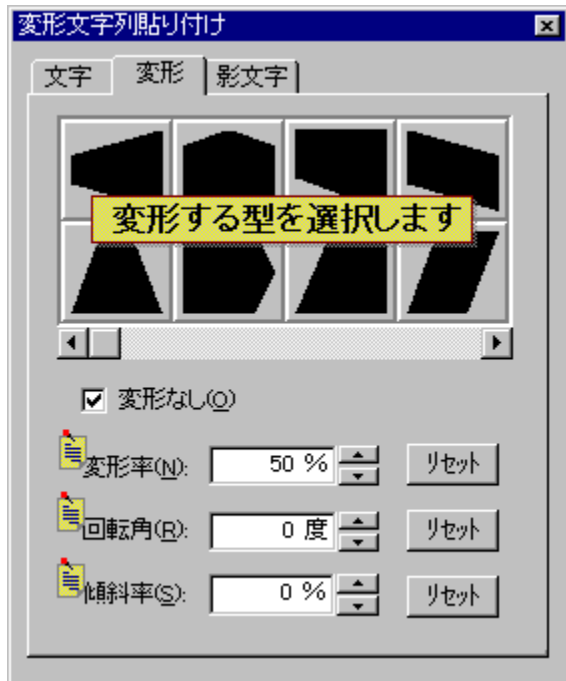 変形文字列貼り付け
文字 変形 影文字
変形する型を選択します
変形なし(O)
変形率(N): 50 % リセット
回転角(R): 0 度 リセット
傾斜率(S): 0 % リセット